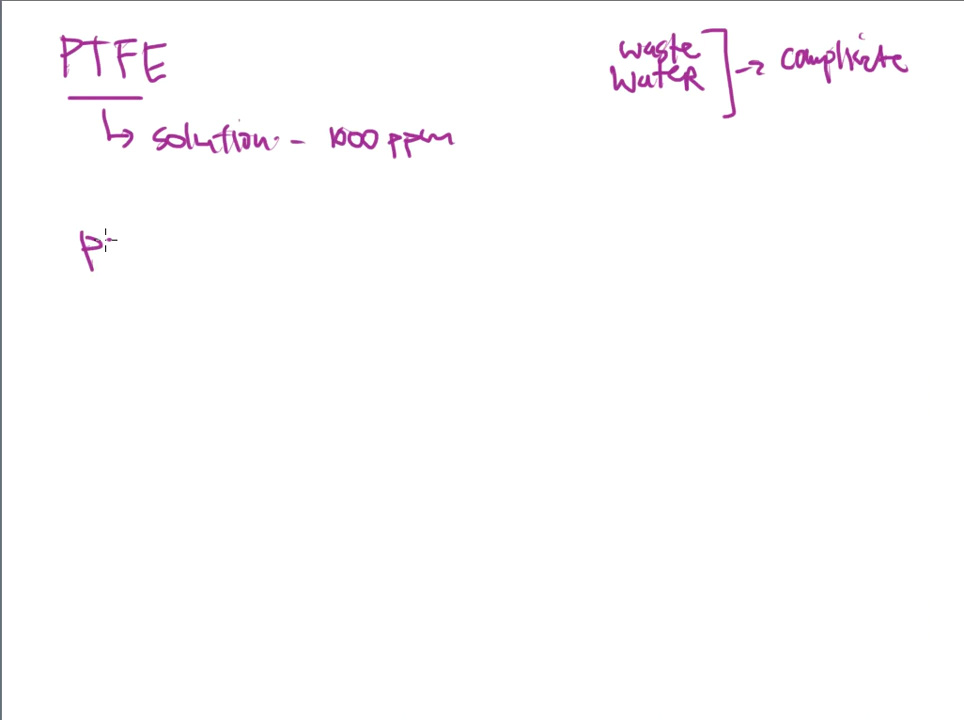 PTFE
↳ solution - 1000 ppm
waste
water ] → complicate
P